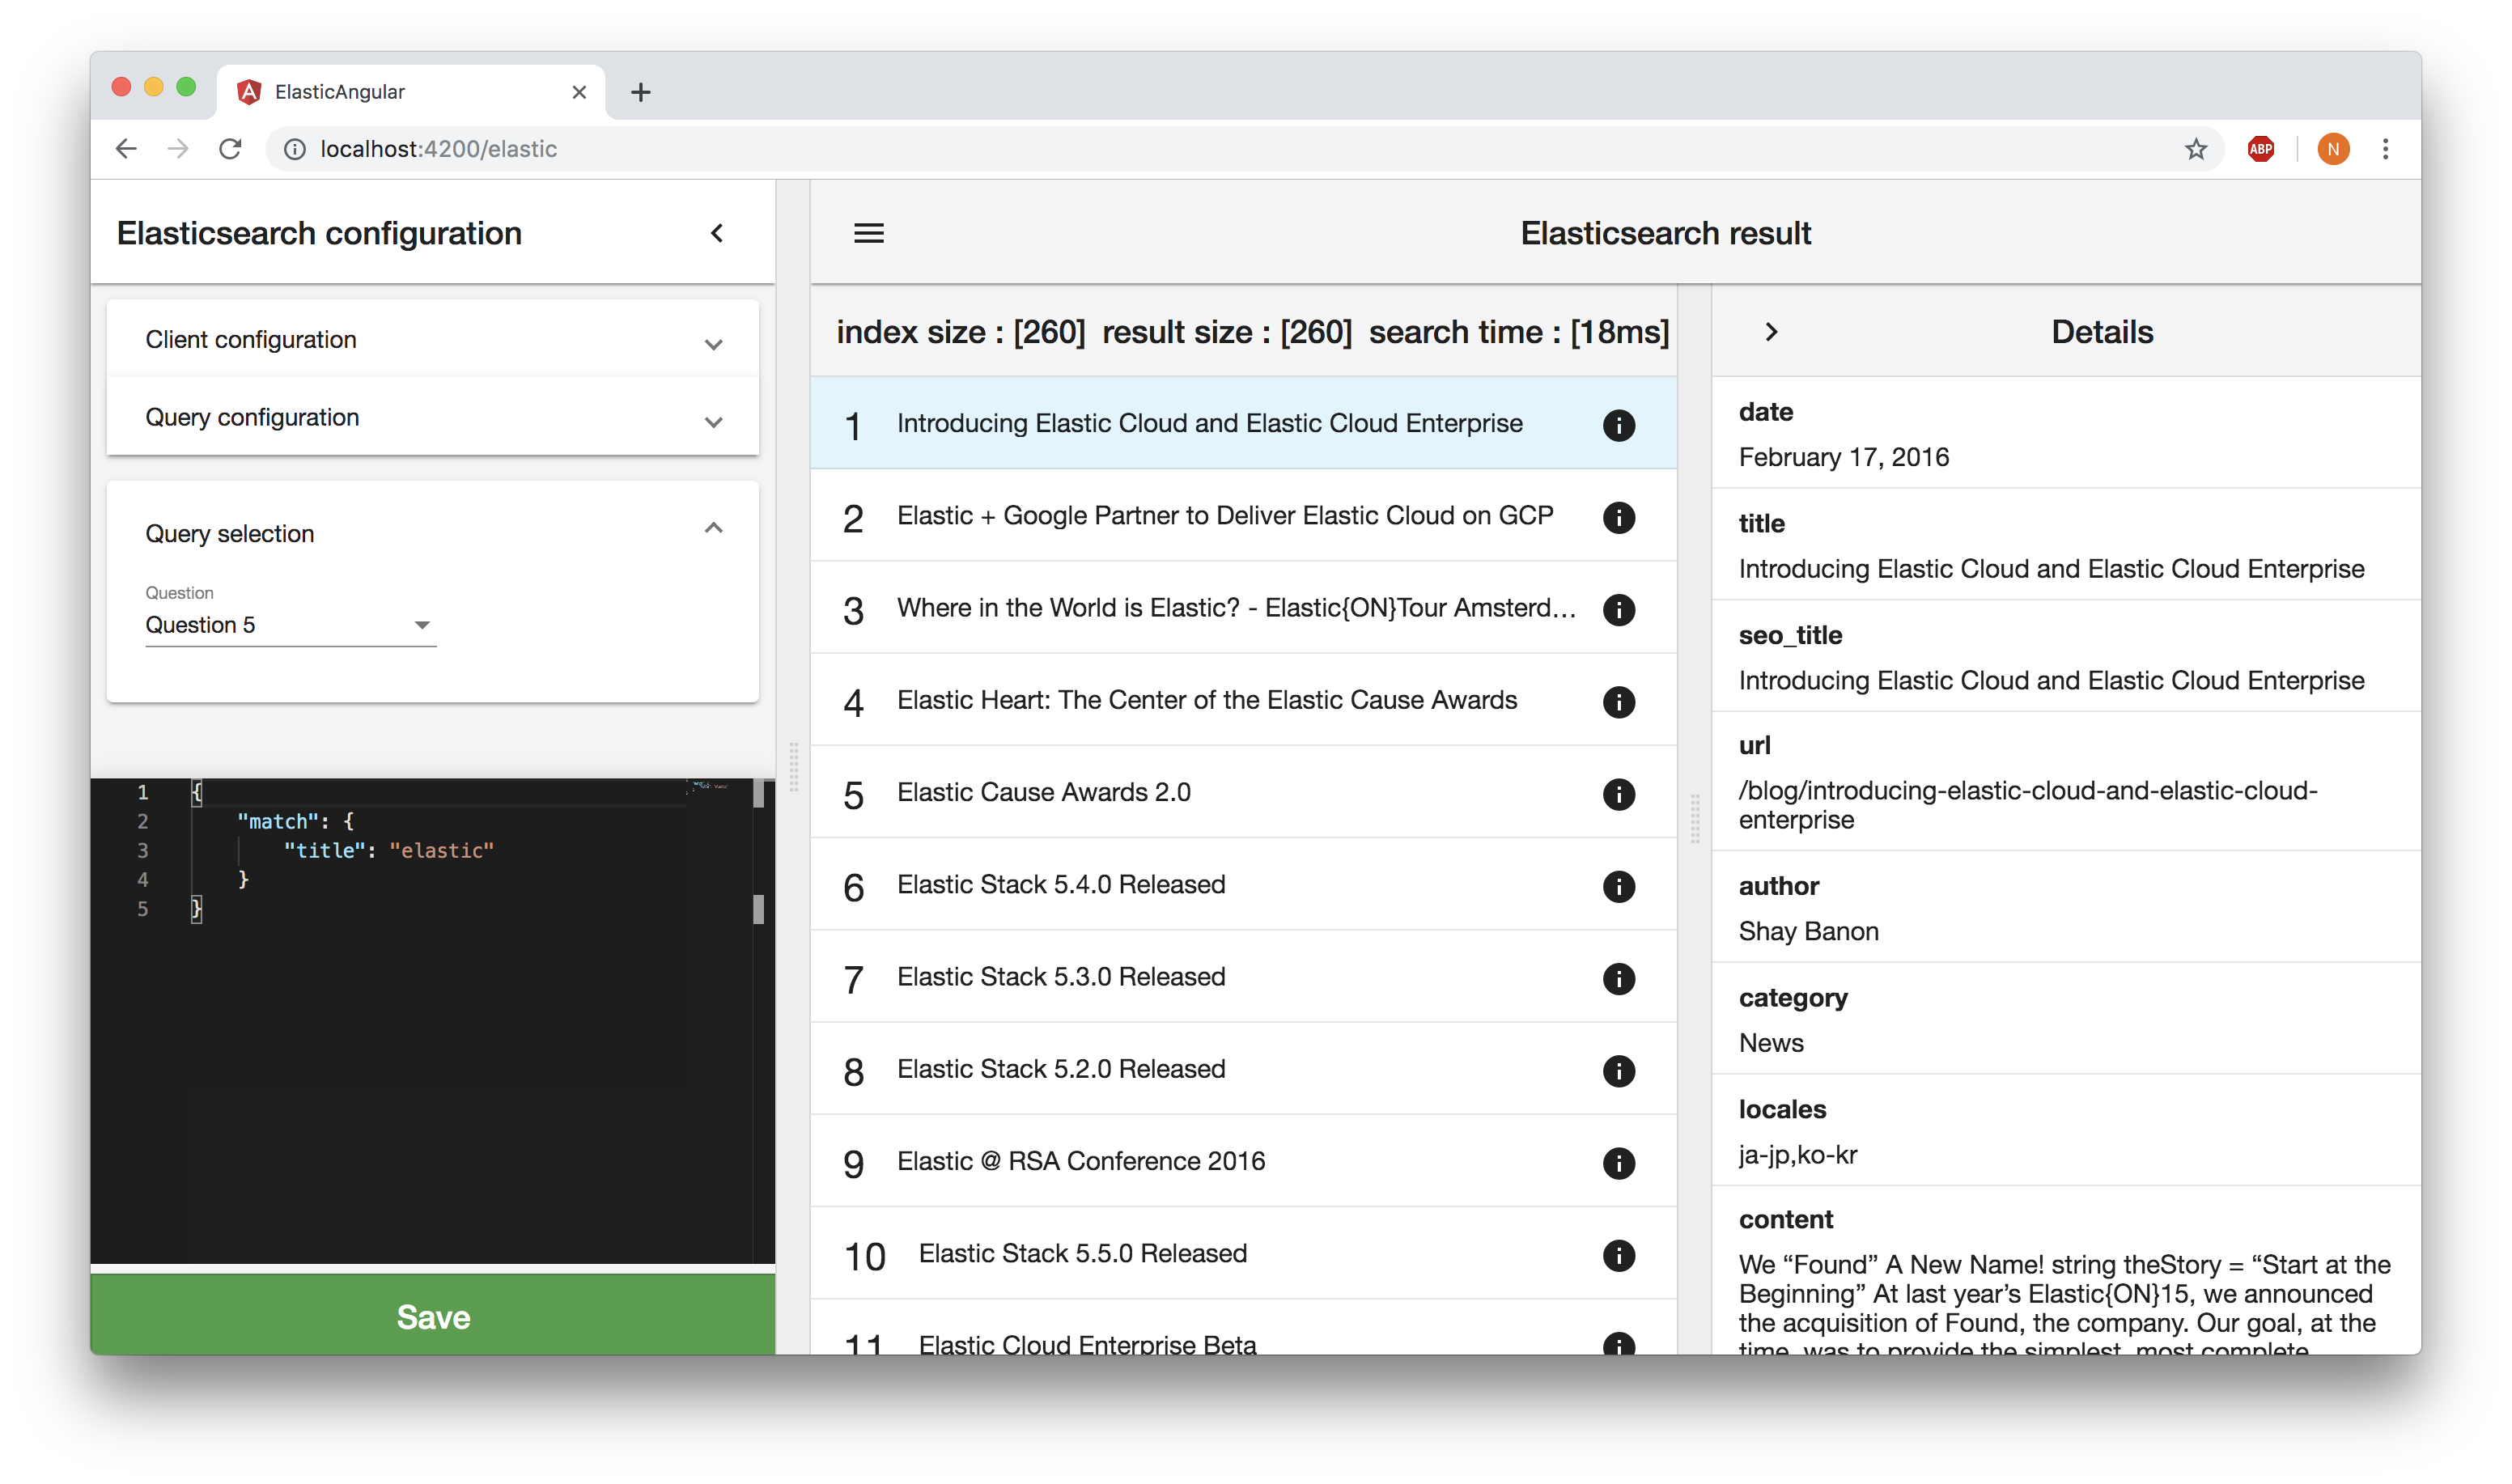 ElasticAngular
localhost:4200/elastic
ABP
N
Elasticsearch configuration
Client configuration
Query configuration
Query selection
Question
Question 5
1 {
2 "match": {
3 "title": "elastic"
4 }
5 }
Save
Elasticsearch result
index size : [260] result size : [260] search time : [18ms]
1 Introducing Elastic Cloud and Elastic Cloud Enterprise
2 Elastic + Google Partner to Deliver Elastic Cloud on GCP
3 Where in the World is Elastic? - Elastic{ON}Tour Amsterd...
4 Elastic Heart: The Center of the Elastic Cause Awards
5 Elastic Cause Awards 2.0
6 Elastic Stack 5.4.0 Released
7 Elastic Stack 5.3.0 Released
8 Elastic Stack 5.2.0 Released
9 Elastic @ RSA Conference 2016
10 Elastic Stack 5.5.0 Released
11 Elastic Cloud Enterprise Beta
Details
date
February 17, 2016
title
Introducing Elastic Cloud and Elastic Cloud Enterprise
seo_title
Introducing Elastic Cloud and Elastic Cloud Enterprise
url
/blog/introducing-elastic-cloud-and-elastic-cloud-
enterprise
author
Shay Banon
category
News
locales
ja-jp,ko-kr
content
We “Found” A New Name! string theStory = “Start at the
Beginning” At last year’s Elastic{ON}15, we announced
the acquisition of Found, the company. Our goal, at the
time, was to provide the simplest, most complete